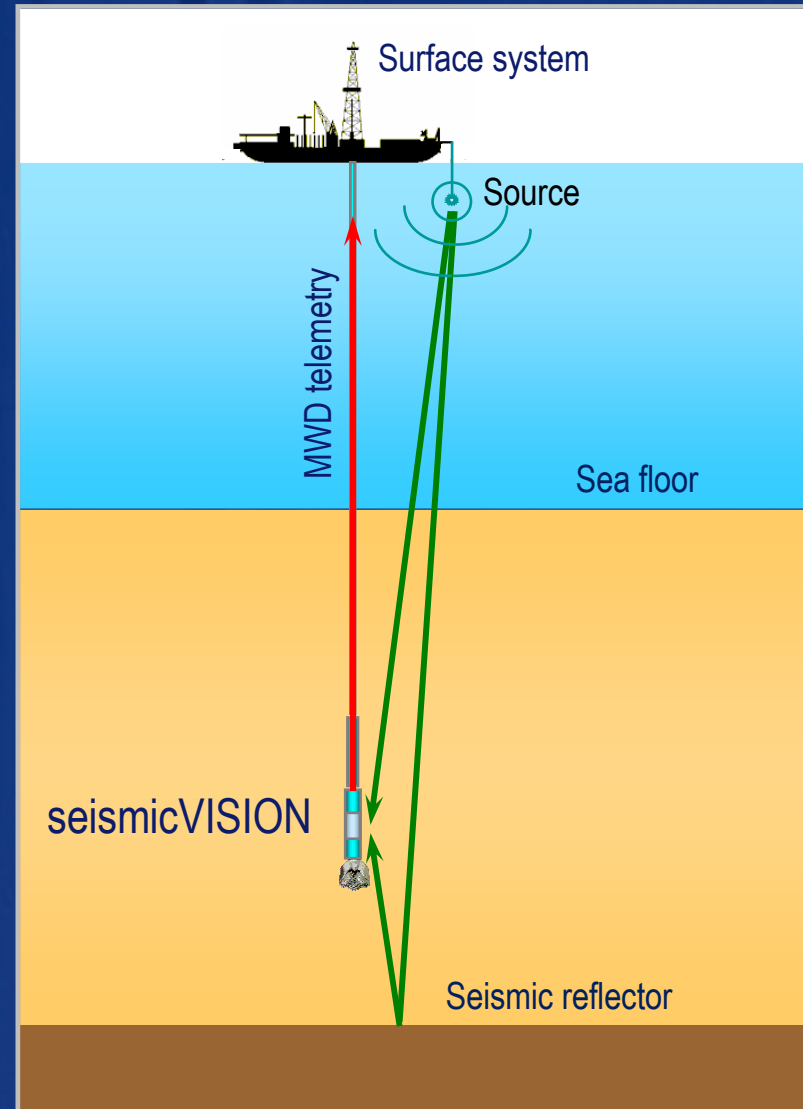 Surface system
Source
MWD telemetry
Sea floor
seismicVISION
Seismic reflector